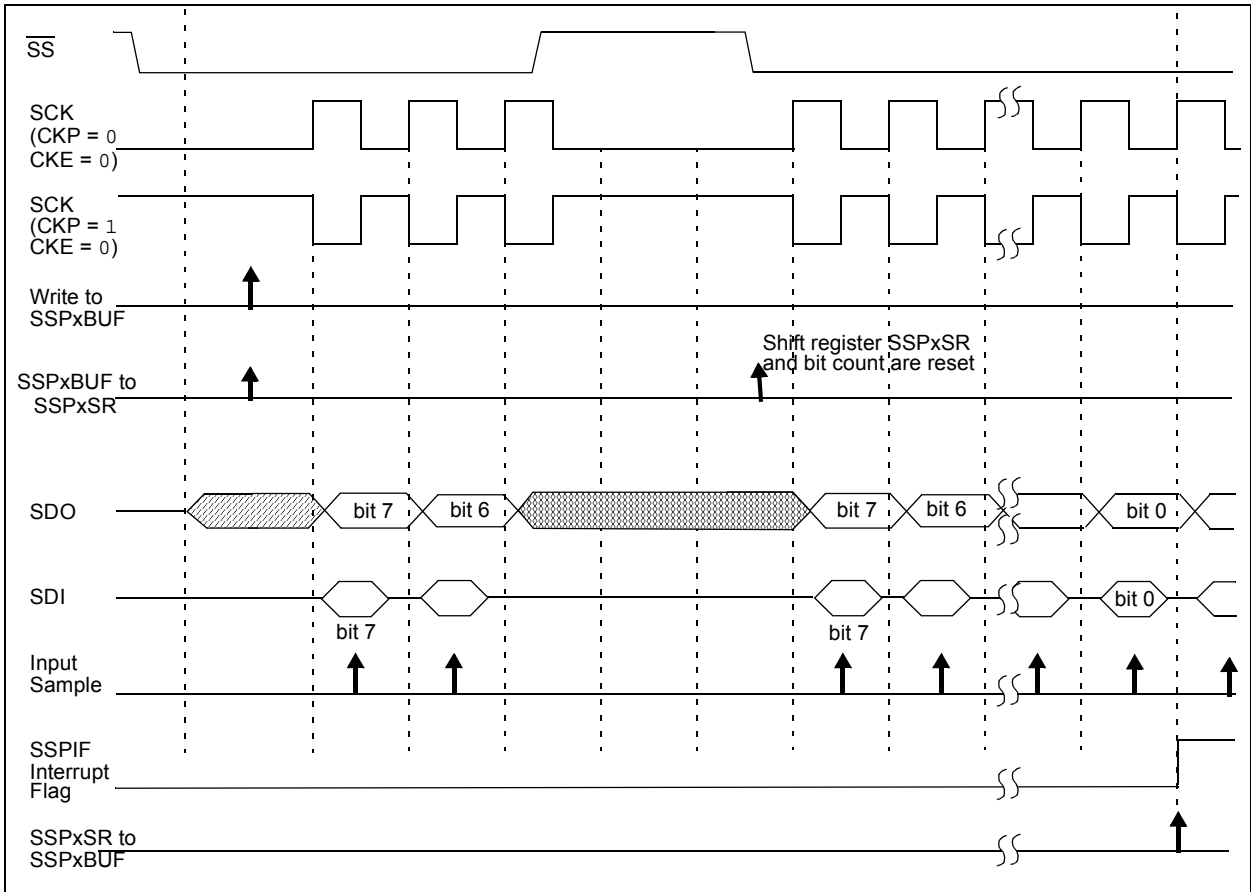 SS
SCK
(CKP = 0
CKE = 0)
SCK
(CKP = 1
CKE = 0)
Write to
SSPxBUF
Shift register SSPxSR
and bit count are reset
SSPxBUF to
SSPxSR
SDO
bit 7
bit 6
bit 7
bit 6
bit 0
SDI
bit 0
bit 7
bit 7
Input
Sample
SSPIF
Interrupt
Flag
SSPxSR to
SSPxBUF